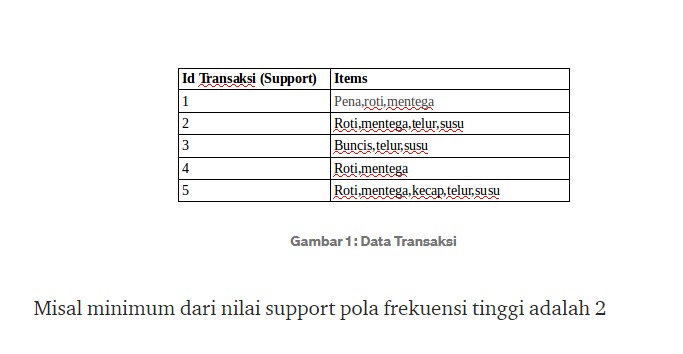 Id Transaksi (Support) Items
1 Pena,roti,mentega
2 Roti,mentega,telur,susu
3 Buncis,telur,susu
4 Roti,mentega
5 Roti,mentega,kecap,telur,susu
Gambar 1 : Data Transaksi
Misal minimum dari nilai support pola frekuensi tinggi adalah 2